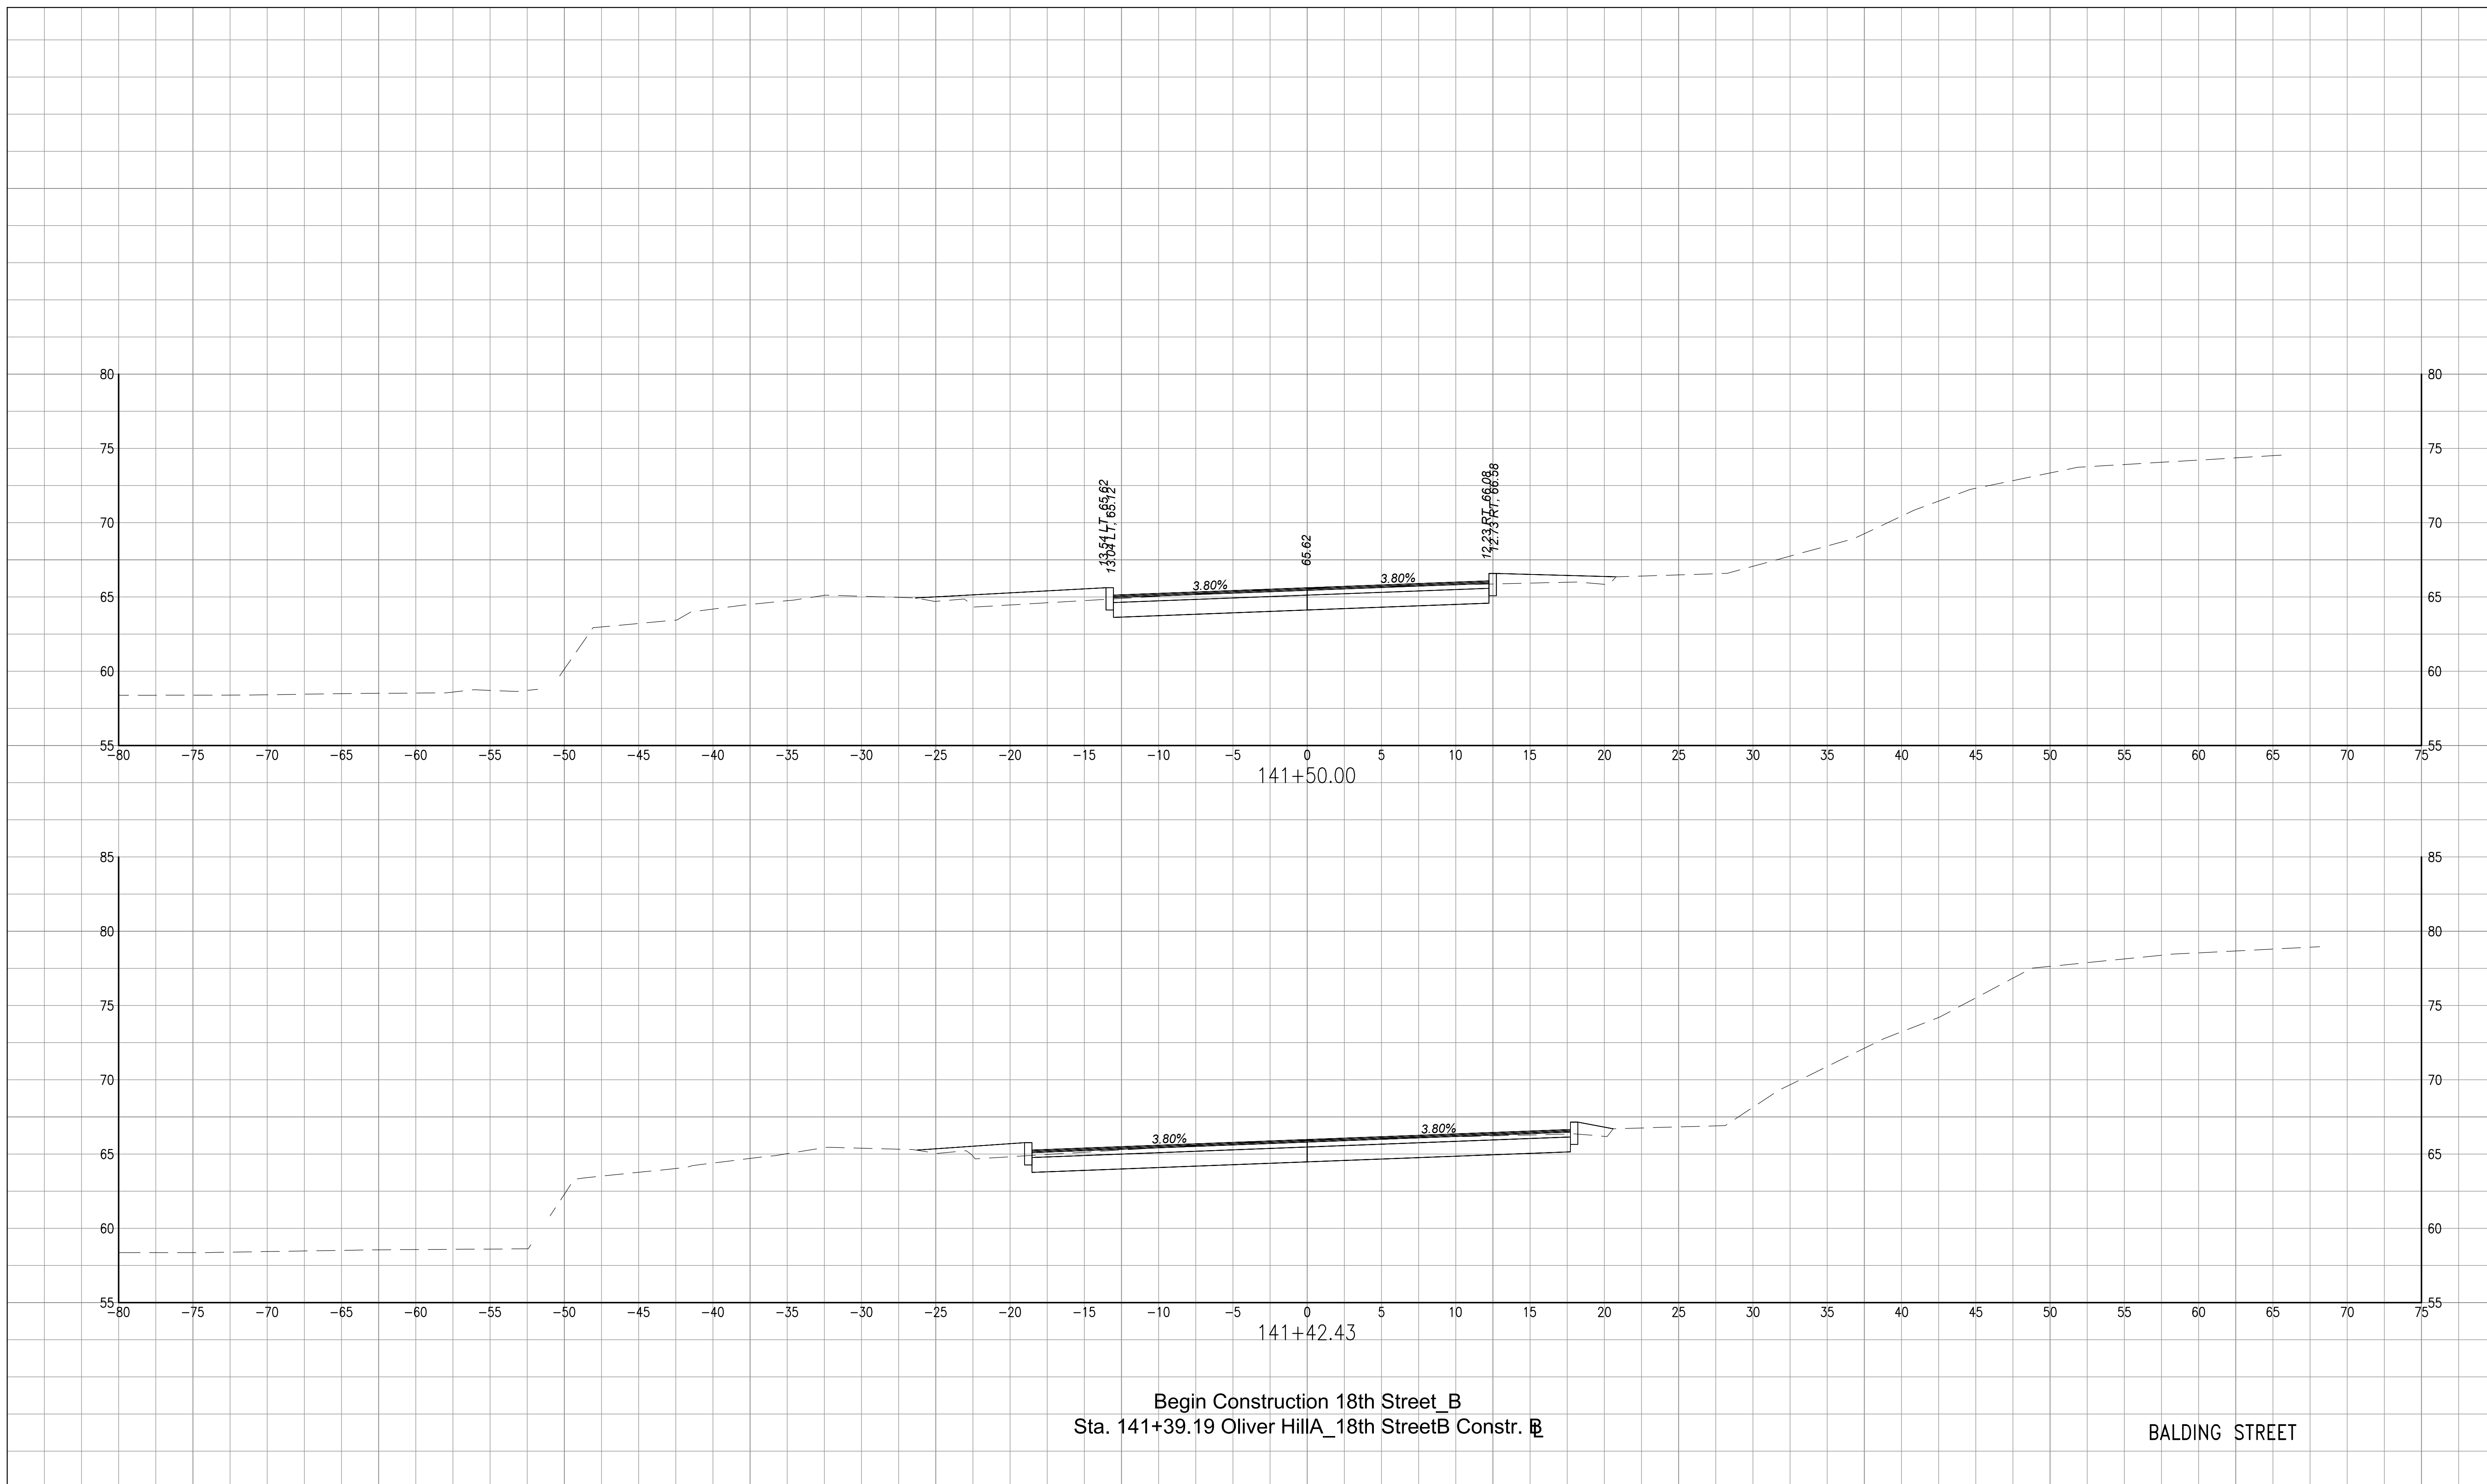 80 80
75 75
13.54 LT, 65.62
13.04 LT, 65.12
12.23 RT, 66.08
12.73 RT, 66.58
70 70
65.62
3.80% 3.80%
65 65
60 60
55 55
-80 -75 -70 -65 -60 -55 -50 -45 -40 -35 -30 -25 -20 -15 -10 -5 0 5 10 15 20 25 30 35 40 45 50 55 60 65 70 75
141+50.00
85 85
80 80
75 75
70 70
3.80% 3.80%
65 65
60 60
55 55
-80 -75 -70 -65 -60 -55 -50 -45 -40 -35 -30 -25 -20 -15 -10 -5 0 5 10 15 20 25 30 35 40 45 50 55 60 65 70 75
141+42.43
Begin Construction 18th Street_B
Sta. 141+39.19 Oliver HillA_18th StreetB Constr. BL
BALDING STREET